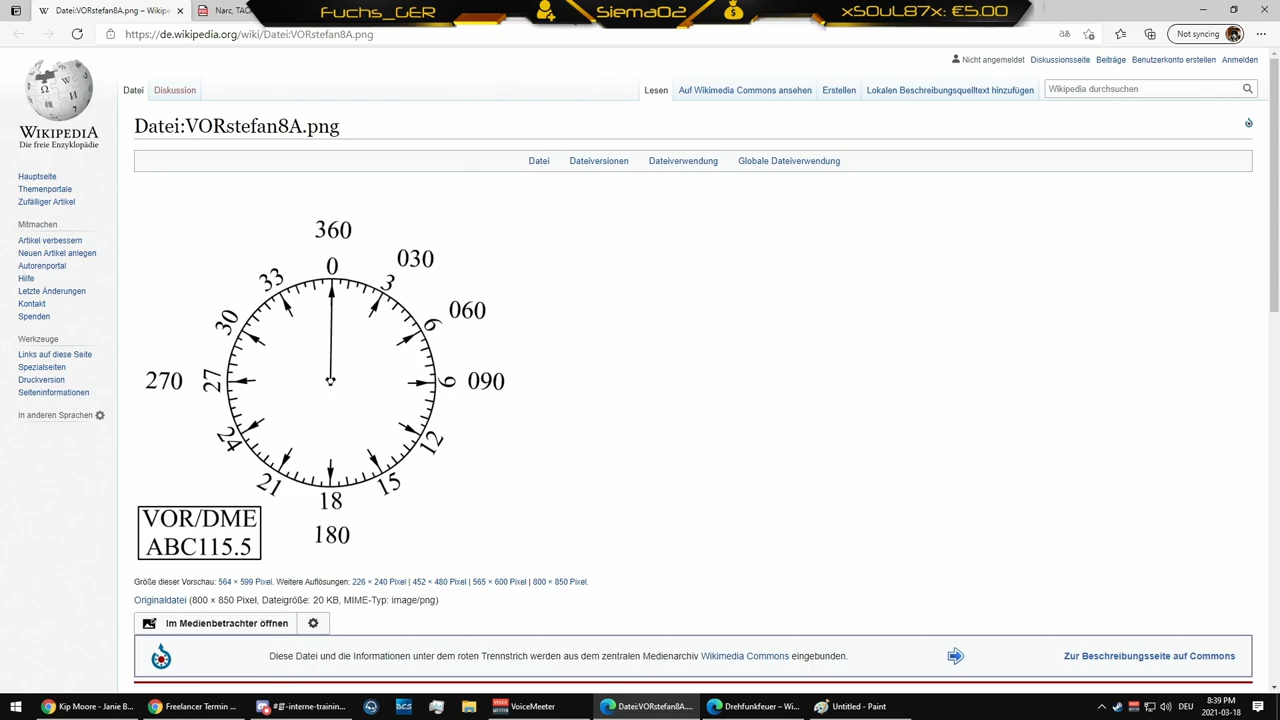 Fuchs_GER
Siema02
xS0UL87x: €5.00
W Wikipedia – Di
Narc, TACA
https://de.wikipedia.org/wiki/Datei:VORstefan8A.png
Not syncing
Nicht angemeldet Diskussionsseite Beiträge Benutzerkonto erstellen Anmelden
Datei Diskussion
Lesen Auf Wikimedia Commons ansehen Erstellen Lokalen Beschreibungsquelltext hinzufügen
Wikipedia durchsuchen
WIKIPEDIA
Die freie Enzyklopädie
Hauptseite
Themenportale
Zufälliger Artikel
Mitmachen
Artikel verbessern
Neuen Artikel anlegen
Autorenportal
Hilfe
Letzte Änderungen
Kontakt
Spenden
Werkzeuge
Links auf diese Seite
Spezialseiten
Druckversion
Seiteninformationen
In anderen Sprachen
Datei:VORstefan8A.png
Datei Dateiversionen Dateiverwendung Globale Dateiverwendung
360
0
030
3
33
060
6
30
270
27
9
090
24
12
21
15
18
180
VOR/DME
ABC115.5
Größe dieser Vorschau: 564 × 599 Pixel. Weitere Auflösungen: 226 × 240 Pixel | 452 × 480 Pixel | 565 × 600 Pixel | 800 × 850 Pixel.
Originaldatei (800 × 850 Pixel, Dateigröße: 20 KB, MIME-Typ: image/png)
Im Medienbetrachter öffnen
Diese Datei und die Informationen unter dem roten Trennstrich werden aus dem zentralen Medienarchiv Wikimedia Commons eingebunden.
Zur Beschreibungsseite auf Commons
Kip Moore - Janie B...
Freelancer Termin ...
DCS
VoiceMeeter
Datei:VORstefan8A....
Drehfunkfeuer – Wi...
Untitled - Paint
DEU
8:39 PM
2021-03-18